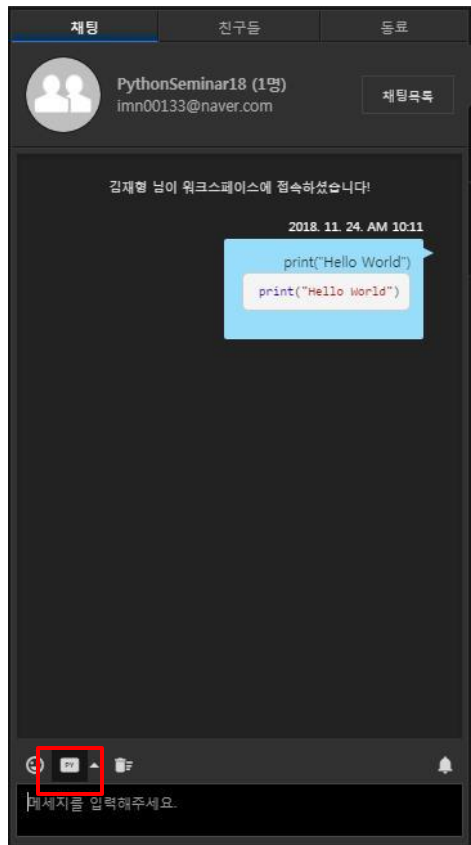 채팅 친구들 동료
PythonSeminar18 (1명)
imn00133@naver.com
채팅목록
김재형 님이 워크스페이스에 접속하셨습니다!
2018. 11. 24. AM 10:11
print("Hello World")
print("Hello World")
PY
메세지를 입력해주세요.